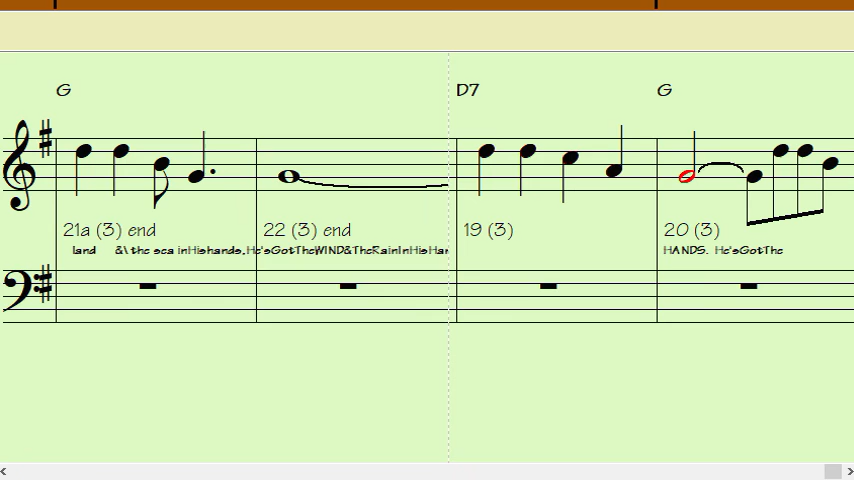 G D7 G
21a (3) end 22 (3) end 19 (3) 20 (3)
land &\ the sea inHishands. He'sGotTheWIND&TheRainInHisHan HANDS. He'sGotThe